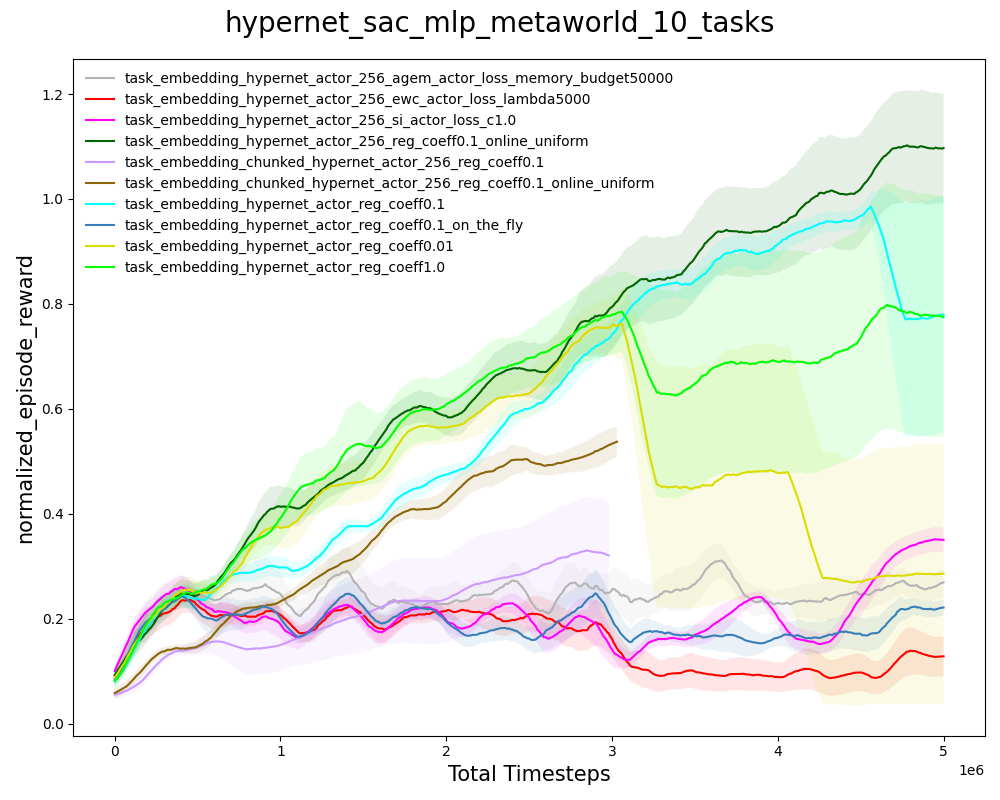 hypernet_sac_mlp_metaworld_10_tasks
task_embedding_hypernet_actor_256_agem_actor_loss_memory_budget50000
task_embedding_hypernet_actor_256_ewc_actor_loss_lambda5000
task_embedding_hypernet_actor_256_si_actor_loss_c1.0
task_embedding_hypernet_actor_256_reg_coeff0.1_online_uniform
task_embedding_chunked_hypernet_actor_256_reg_coeff0.1
task_embedding_chunked_hypernet_actor_256_reg_coeff0.1_online_uniform
task_embedding_hypernet_actor_reg_coeff0.1
task_embedding_hypernet_actor_reg_coeff0.1_on_the_fly
task_embedding_hypernet_actor_reg_coeff0.01
task_embedding_hypernet_actor_reg_coeff1.0
normalized_episode_reward
1.2
1.0
0.8
0.6
0.4
0.2
0.0
0 1 2 3 4 5
1e6
Total Timesteps